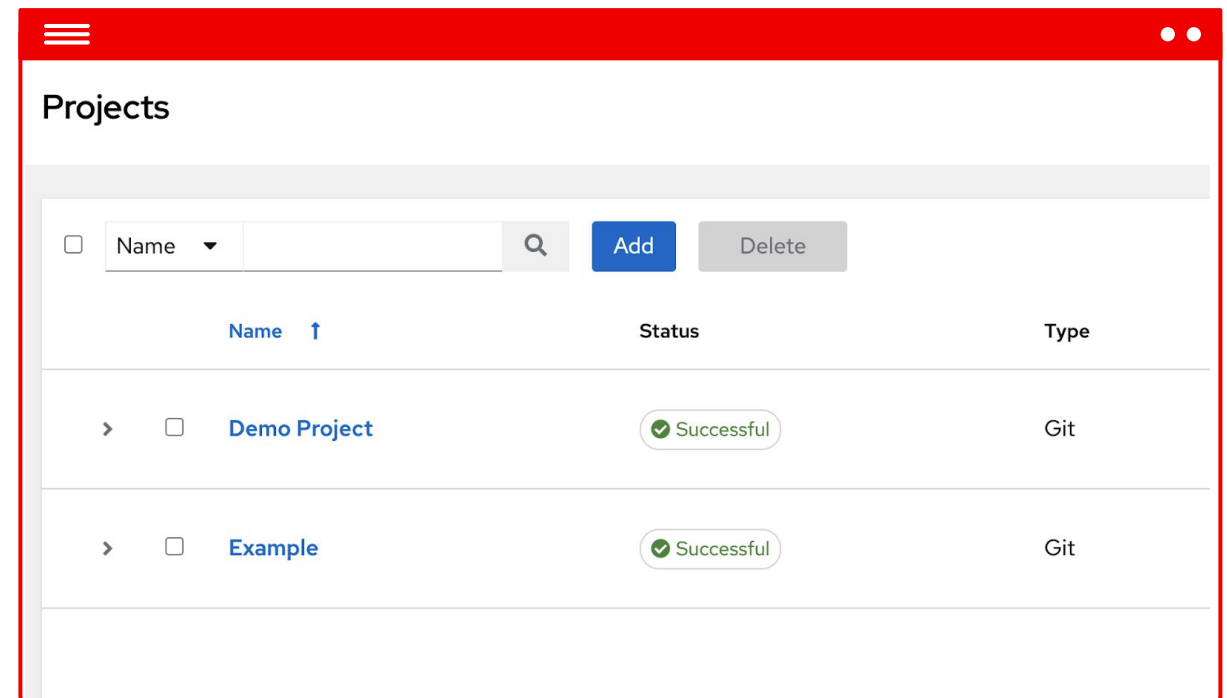 Projects
Name Add Delete
Name Status Type
Demo Project Successful Git
Example Successful Git